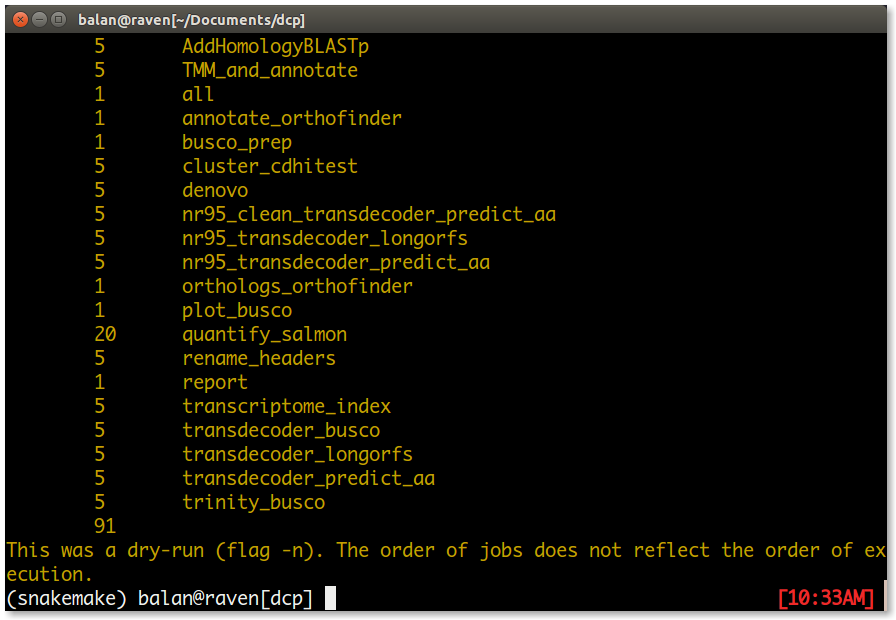 balan@raven[~/Documents/dcp]
5 AddHomologyBLASTp
5 TMM_and_annotate
1 all
1 annotate_orthofinder
1 busco_prep
5 cluster_cdhitest
5 denovo
5 nr95_clean_transdecoder_predict_aa
5 nr95_transdecoder_longorfs
5 nr95_transdecoder_predict_aa
1 orthologs_orthofinder
1 plot_busco
20 quantify_salmon
5 rename_headers
1 report
5 transcriptome_index
5 transdecoder_busco
5 transdecoder_longorfs
5 transdecoder_predict_aa
5 trinity_busco
91
This was a dry-run (flag -n). The order of jobs does not reflect the order of ex
ecution.
(snakemake) balan@raven[dcp] [10:33AM]